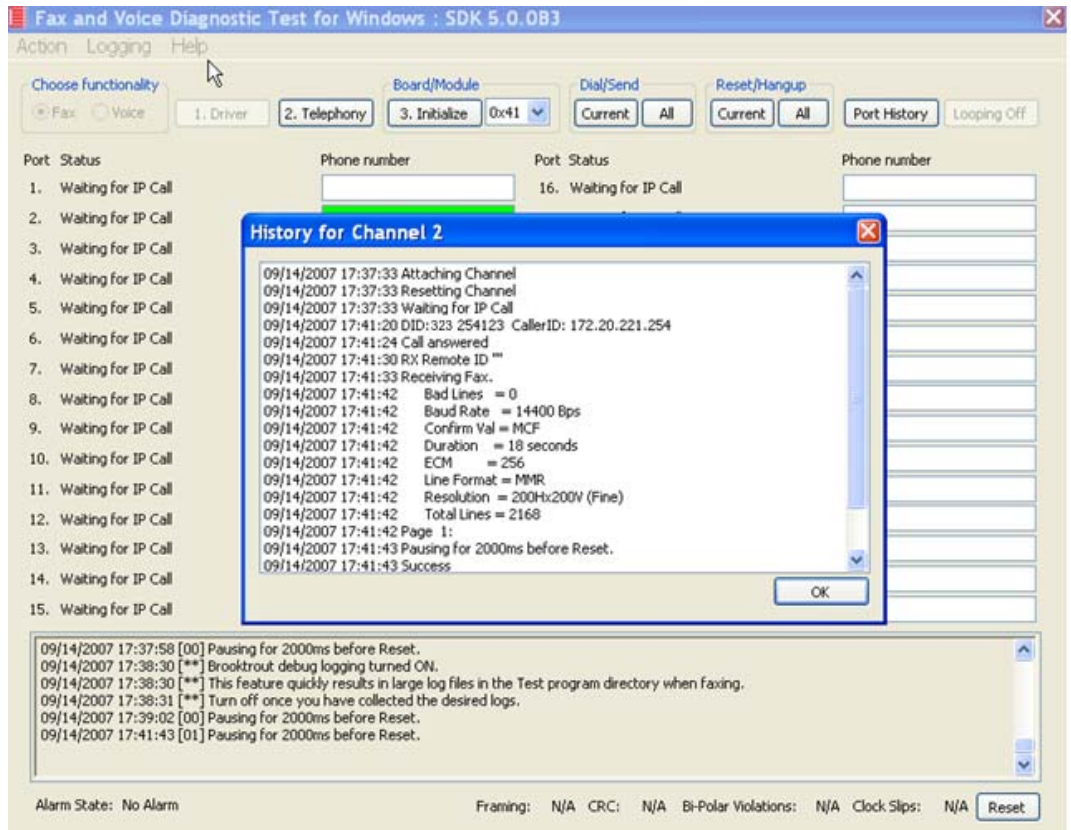 Fax and Voice Diagnostic Test for Windows : SDK 5.0.0B3
Action Logging Help
Choose functionality Board/Module Dial/Send Reset/Hangup
Fax Voice 1. Driver 2. Telephony 3. Initialize 0x41 Current All Current All Port History Looping Off
Port Status Phone number Port Status Phone number
1. Waiting for IP Call 16. Waiting for IP Call
2. Waiting for IP Call
3. Waiting for IP Call
4. Waiting for IP Call
5. Waiting for IP Call
6. Waiting for IP Call
7. Waiting for IP Call
8. Waiting for IP Call
9. Waiting for IP Call
10. Waiting for IP Call
11. Waiting for IP Call
12. Waiting for IP Call
13. Waiting for IP Call
14. Waiting for IP Call
15. Waiting for IP Call
History for Channel 2
09/14/2007 17:37:33 Attaching Channel
09/14/2007 17:37:33 Resetting Channel
09/14/2007 17:37:33 Waiting for IP Call
09/14/2007 17:41:20 DID:323 254123 CallerID: 172.20.221.254
09/14/2007 17:41:24 Call answered
09/14/2007 17:41:30 RX Remote ID ""
09/14/2007 17:41:33 Receiving Fax.
09/14/2007 17:41:42 Bad Lines = 0
09/14/2007 17:41:42 Baud Rate = 14400 Bps
09/14/2007 17:41:42 Confirm Val = MCF
09/14/2007 17:41:42 Duration = 18 seconds
09/14/2007 17:41:42 ECM = 256
09/14/2007 17:41:42 Line Format = MMR
09/14/2007 17:41:42 Resolution = 200Hx200V (Fine)
09/14/2007 17:41:42 Total Lines = 2168
09/14/2007 17:41:42 Page 1:
09/14/2007 17:41:43 Pausing for 2000ms before Reset.
09/14/2007 17:41:43 Success
OK
09/14/2007 17:37:58 [00] Pausing for 2000ms before Reset.
09/14/2007 17:38:30 [**] Brooktrout debug logging turned ON.
09/14/2007 17:38:30 [**] This feature quickly results in large log files in the Test program directory when faxing.
09/14/2007 17:38:31 [**] Turn off once you have collected the desired logs.
09/14/2007 17:39:02 [00] Pausing for 2000ms before Reset.
09/14/2007 17:41:43 [01] Pausing for 2000ms before Reset.
Alarm State: No Alarm Framing: N/A CRC: N/A Bi-Polar Violations: N/A Clock Slips: N/A Reset